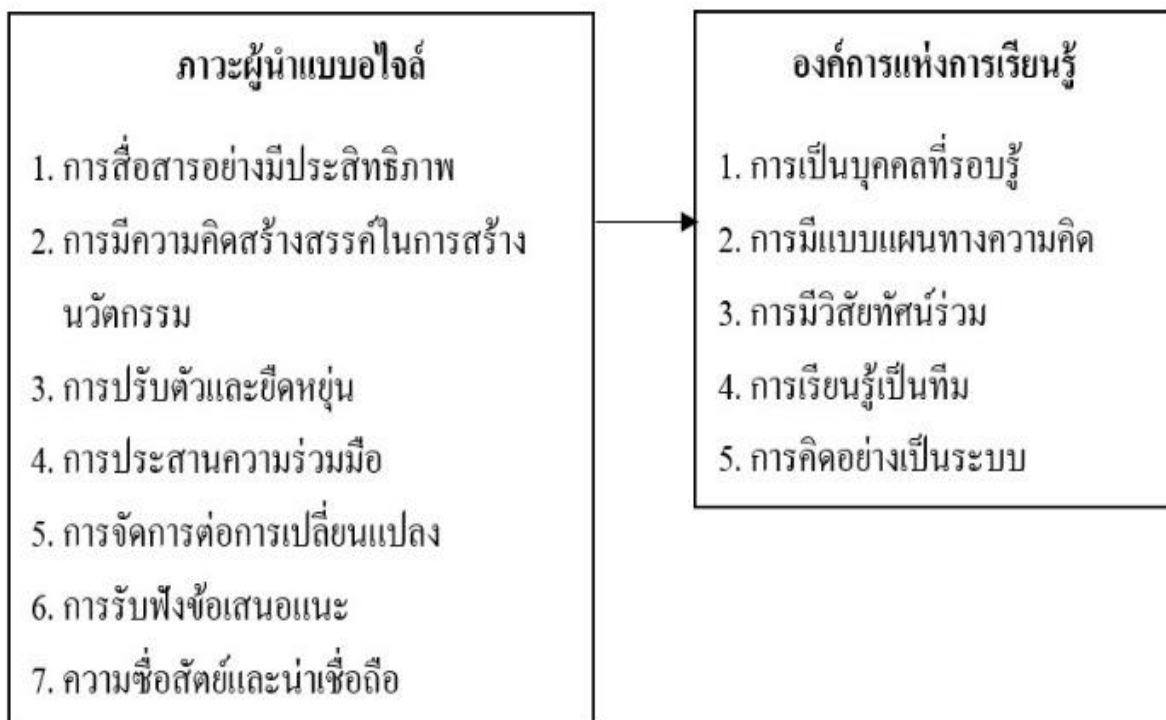 ภาวะผู้นำแบบอไจล์
1. การสื่อสารอย่างมีประสิทธิภาพ
2. การมีความคิดสร้างสรรค์ในการสร้าง
นวัตกรรม
3. การปรับตัวและยืดหยุ่น
4. การประสานความร่วมมือ
5. การจัดการต่อการเปลี่ยนแปลง
6. การรับฟังข้อเสนอแนะ
7. ความซื่อสัตย์และน่าเชื่อถือ
องค์การแห่งการเรียนรู้
1. การเป็นบุคคลที่รอบรู้
2. การมีแบบแผนทางความคิด
3. การมีวิสัยทัศน์ร่วม
4. การเรียนรู้เป็นทีม
5. การคิดอย่างเป็นระบบ